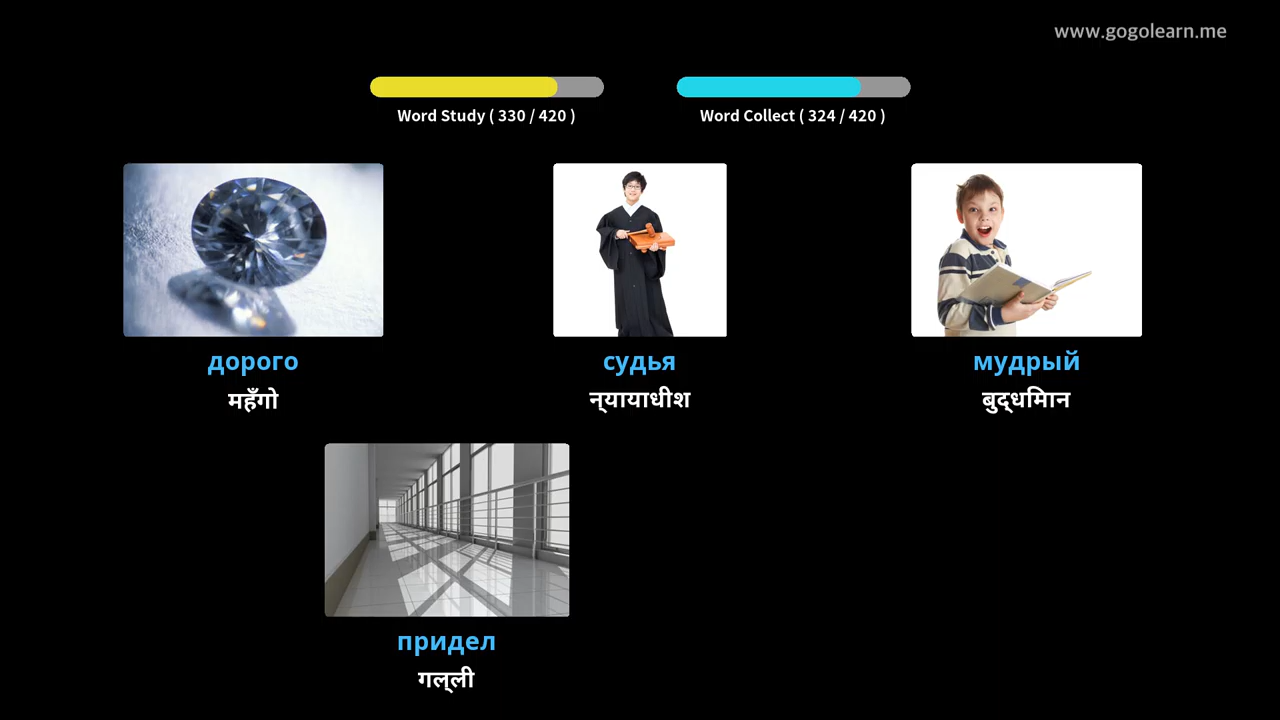 www.gogolearn.me
Word Study ( 330 / 420 )
Word Collect ( 324 / 420 )
дорого
судья
мудрый
महँगो
न्यायाधीश
बुद्धिमान
придел
गल्ली